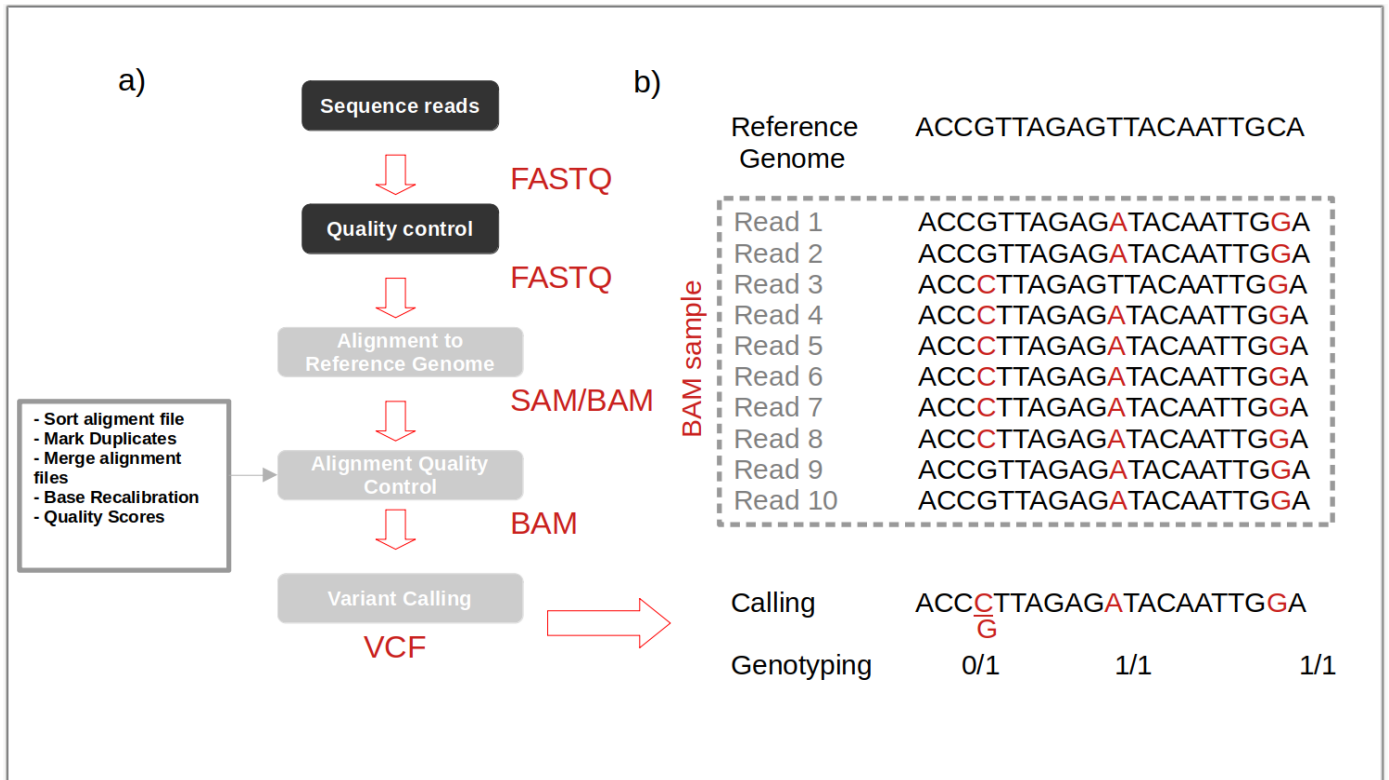 a)
Sequence reads
FASTQ
Quality control
FASTQ
Alignment to
Reference Genome
SAM/BAM
- Sort aligment file
- Mark Duplicates
- Merge alignment
files
- Base Recalibration
- Quality Scores
Alignment Quality
Control
BAM
Variant Calling
VCF
b)
Reference ACCGTTAGAGTTACAATTGCA
Genome
BAM sample
Read 1 ACCGTTAGAGATACAATTGGA
Read 2 ACCGTTAGAGATACAATTGGA
Read 3 ACCCTTAGAGTTACAATTGGA
Read 4 ACCCTTAGAGATACAATTGGA
Read 5 ACCCTTAGAGATACAATTGGA
Read 6 ACCCTTAGAGATACAATTGGA
Read 7 ACCCTTAGAGATACAATTGGA
Read 8 ACCCTTAGAGATACAATTGGA
Read 9 ACCGTTAGAGATACAATTGGA
Read 10 ACCGTTAGAGATACAATTGGA
Calling ACCCTTAGAGATACAATTGGA
G
Genotyping 0/1 1/1 1/1